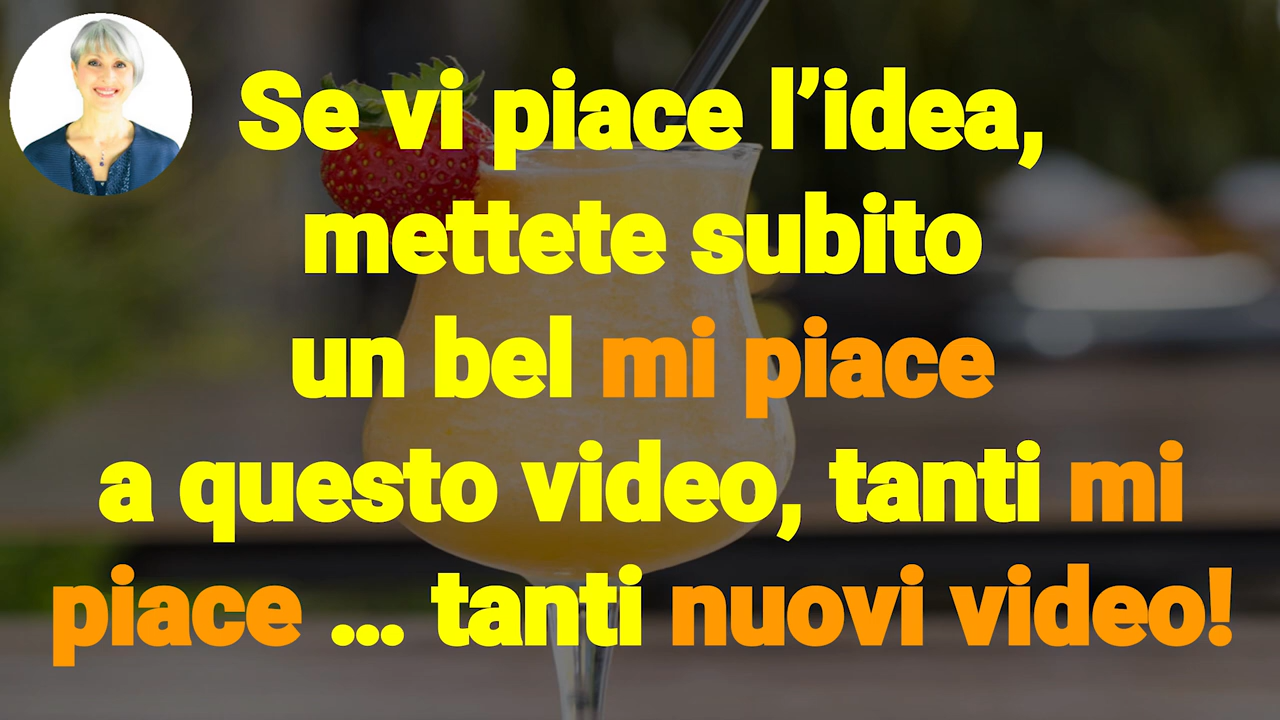 Se vi piace l’idea,
mettete subito
un bel mi piace
a questo video, tanti mi
piace ... tanti nuovi video!